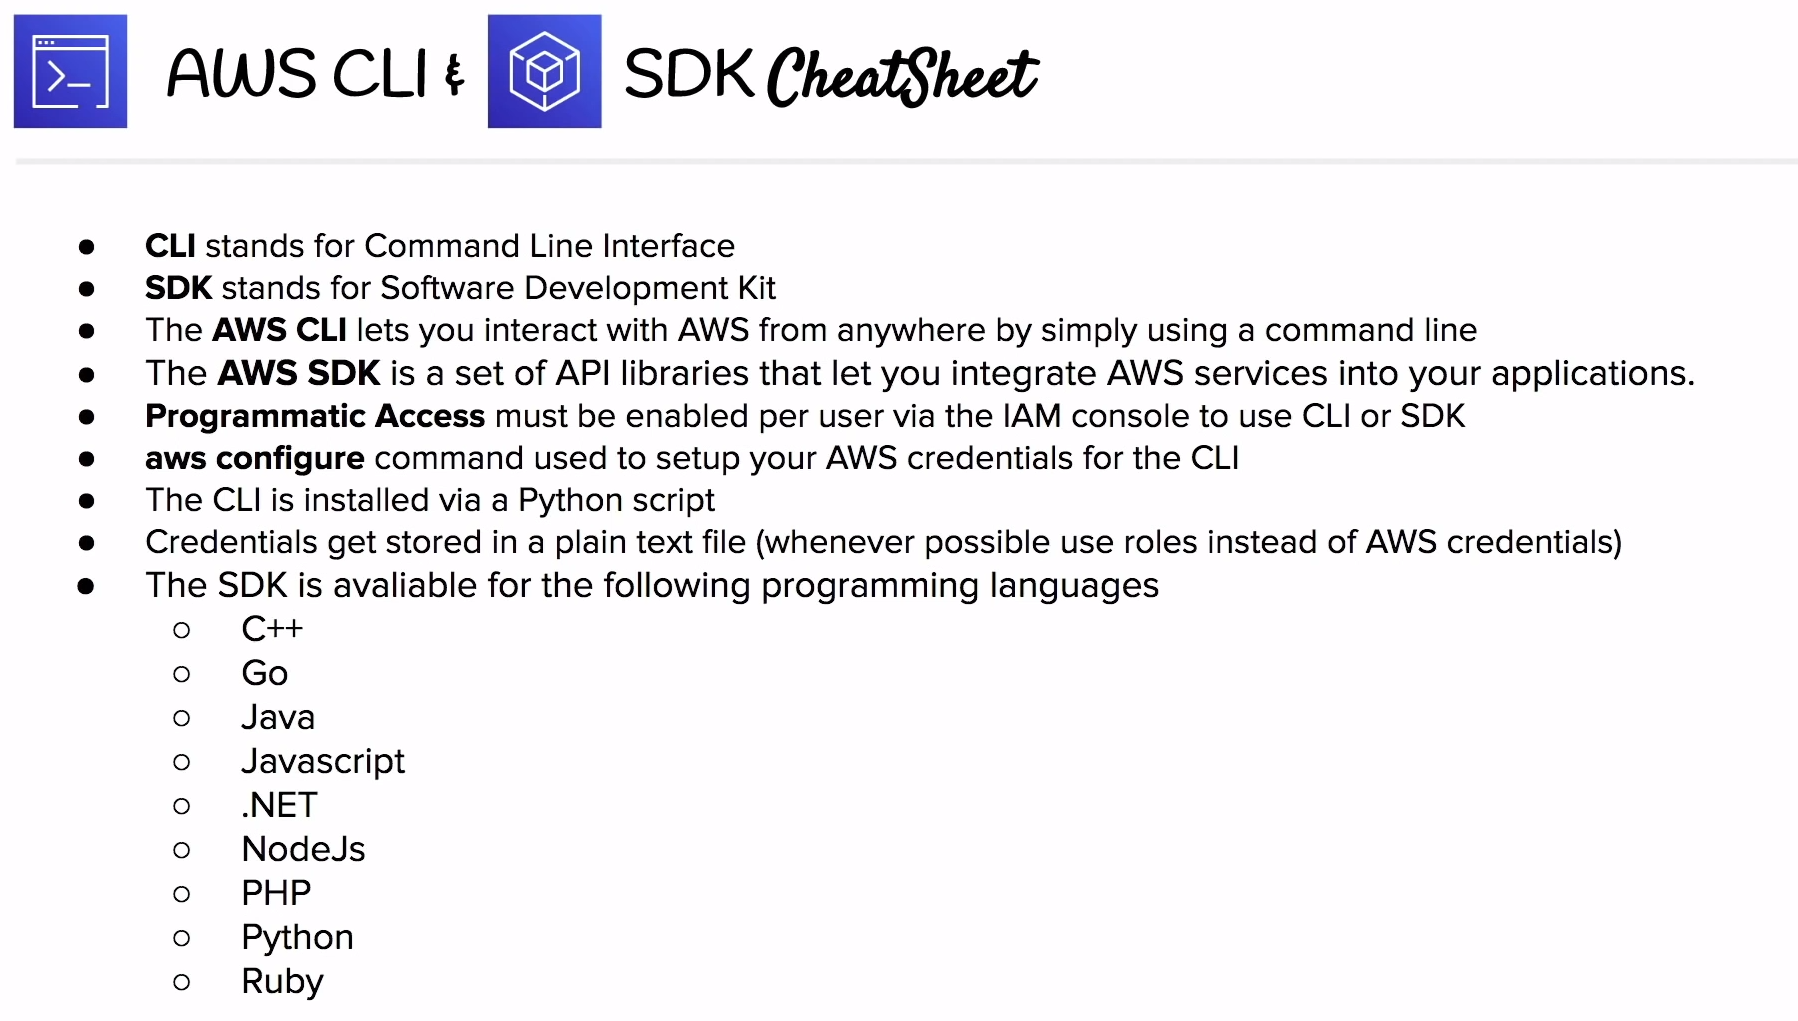 AWS CLI & SDK CheatSheet
● CLI stands for Command Line Interface
● SDK stands for Software Development Kit
● The AWS CLI lets you interact with AWS from anywhere by simply using a command line
● The AWS SDK is a set of API libraries that let you integrate AWS services into your applications.
● Programmatic Access must be enabled per user via the IAM console to use CLI or SDK
● aws configure command used to setup your AWS credentials for the CLI
● The CLI is installed via a Python script
● Credentials get stored in a plain text file (whenever possible use roles instead of AWS credentials)
● The SDK is avaliable for the following programming languages
○ C++
○ Go
○ Java
○ Javascript
○ .NET
○ NodeJs
○ PHP
○ Python
○ Ruby